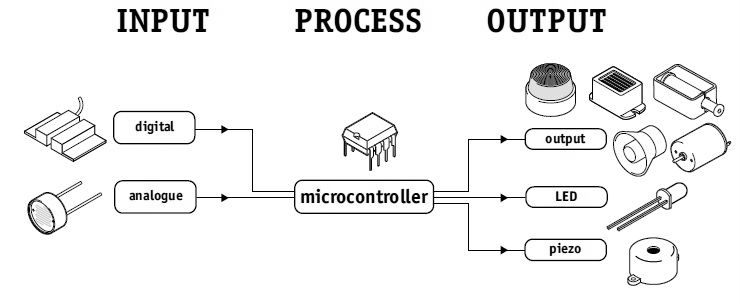 INPUT PROCESS OUTPUT
digital
output
analogue
microcontroller
LED
piezo